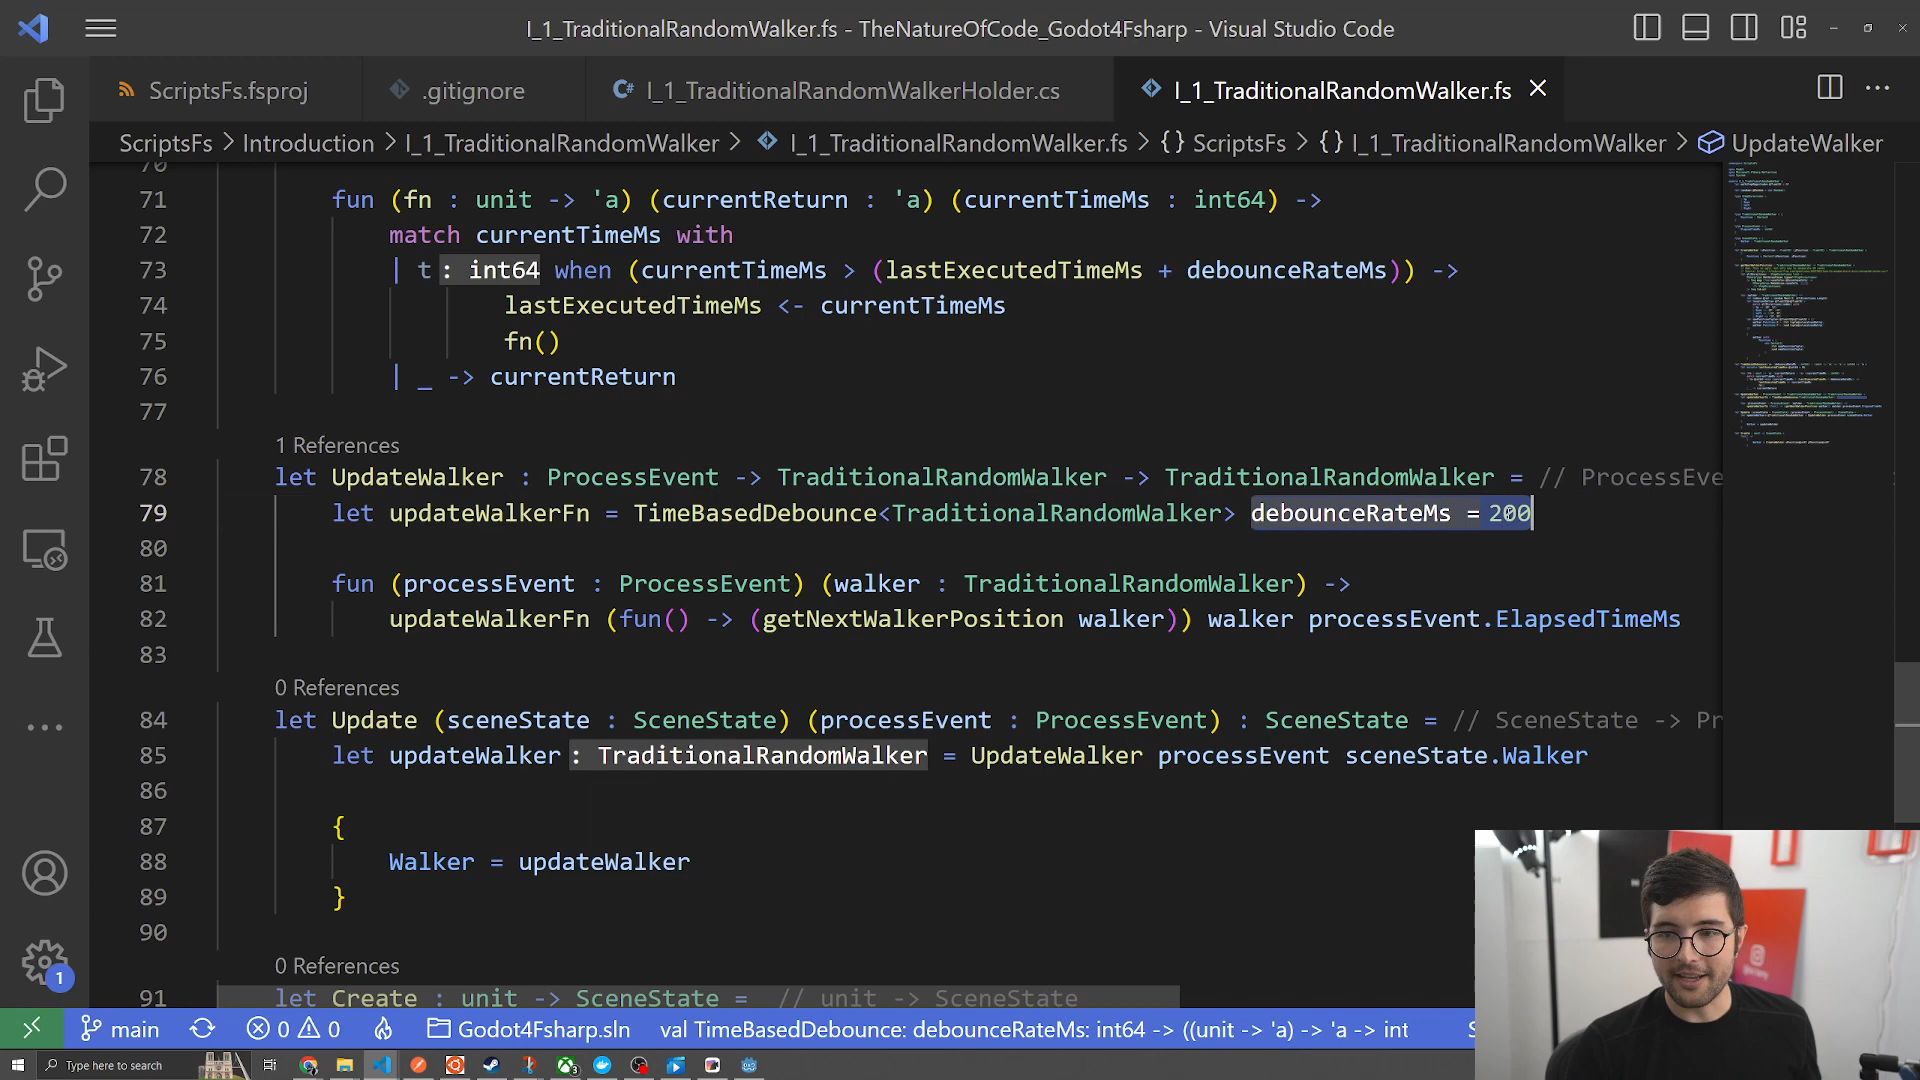 I_1_TraditionalRandomWalker.fs - TheNatureOfCode_Godot4Fsharp - Visual Studio Code
ScriptsFs.fsproj
.gitignore
C# I_1_TraditionalRandomWalkerHolder.cs
I_1_TraditionalRandomWalker.fs
ScriptsFs > Introduction > I_1_TraditionalRandomWalker > I_1_TraditionalRandomWalker.fs > {} ScriptsFs > {} I_1_TraditionalRandomWalker > UpdateWalker
70
71 fun (fn : unit -> 'a) (currentReturn : 'a) (currentTimeMs : int64) ->
72 match currentTimeMs with
73 | t : int64 when (currentTimeMs > (lastExecutedTimeMs + debounceRateMs)) ->
74 lastExecutedTimeMs <- currentTimeMs
75 fn()
76 | _ -> currentReturn
77
1 References
78 let UpdateWalker : ProcessEvent -> TraditionalRandomWalker -> TraditionalRandomWalker = // ProcessEve
79 let updateWalkerFn = TimeBasedDebounce<TraditionalRandomWalker> debounceRateMs = 200
80
81 fun (processEvent : ProcessEvent) (walker : TraditionalRandomWalker) ->
82 updateWalkerFn (fun() -> (getNextWalkerPosition walker)) walker processEvent.ElapsedTimeMs
83
0 References
84 let Update (sceneState : SceneState) (processEvent : ProcessEvent) : SceneState = // SceneState -> Pr
85 let updateWalker : TraditionalRandomWalker = UpdateWalker processEvent sceneState.Walker
86
87 {
88 Walker = updateWalker
89 }
90
0 References
91 let Create : unit -> SceneState = // unit -> SceneState
1
main 0 0 Godot4Fsharp.sln val TimeBasedDebounce: debounceRateMs: int64 -> ((unit -> 'a) -> 'a -> int
Type here to search